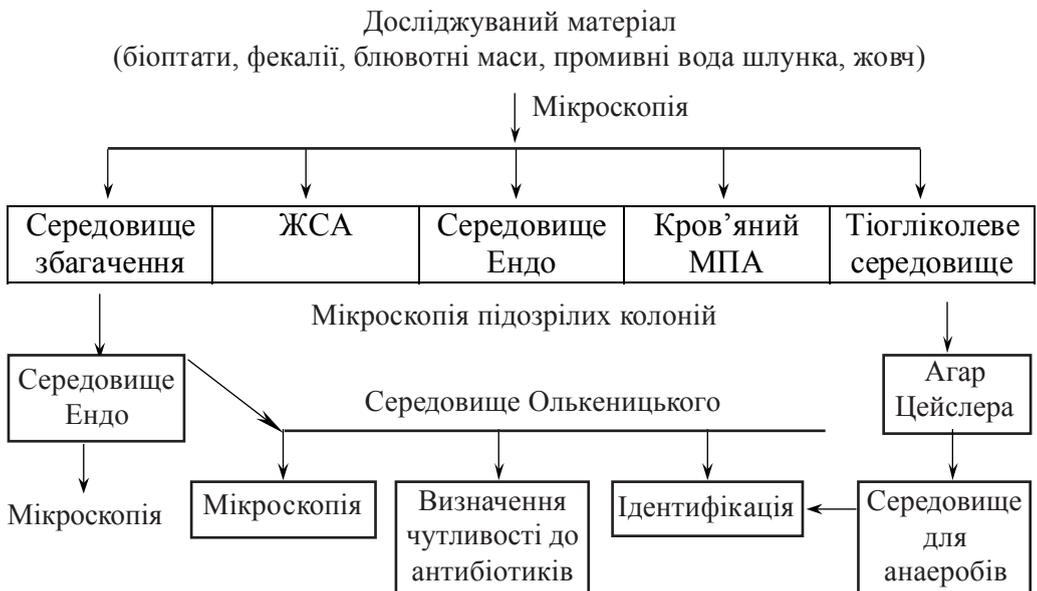 Досліджуваний матеріал
(біоптати, фекалії, блювотні маси, промивні вода шлунка, жовч)
Мікроскопія
Середовище
збагачення
ЖСА
Середовище
Ендо
Кров’яний
МПА
Тіогліколеве
середовище
Мікроскопія підозрілих колоній
Середовище
Ендо
Агар
Цейслера
Середовище Олькеницького
Мікроскопія
Мікроскопія
Визначення
чутливості до
антибіотиків
Ідентифікація
Середовище
для
анаеробів